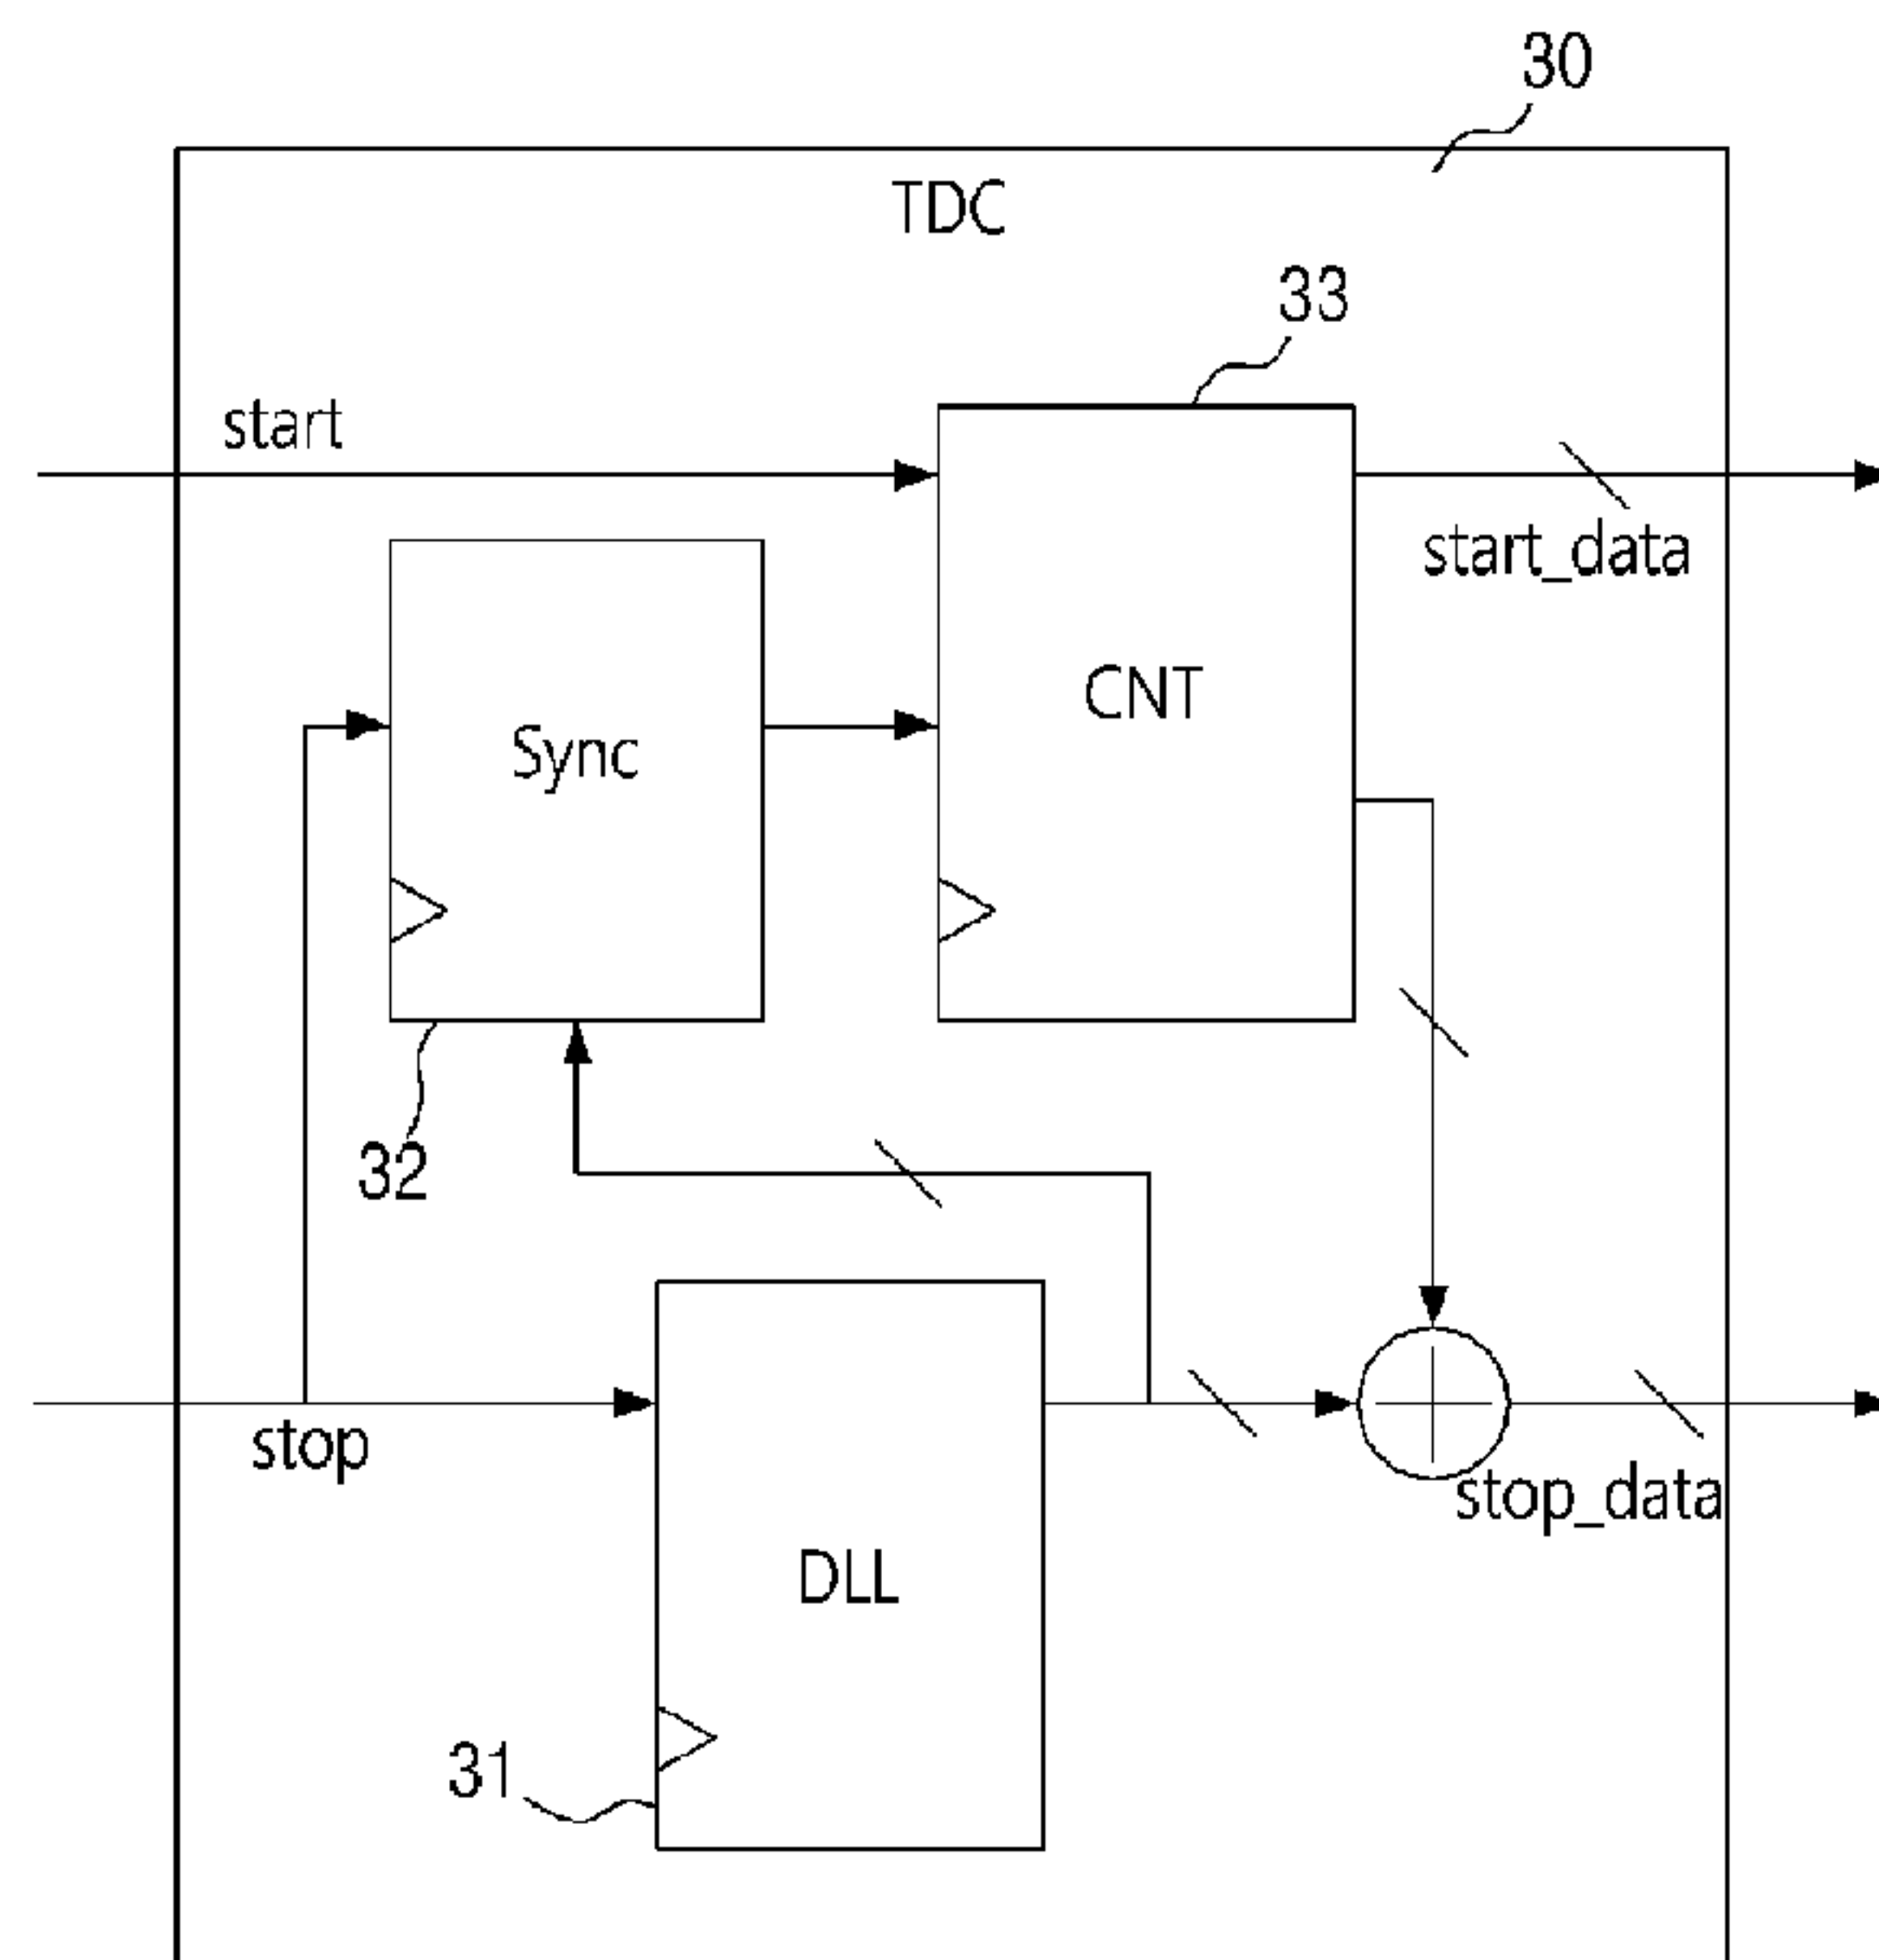 30
TDC
33
start
start_data
CNT
Sync
32
stop
stop_data
DLL
31